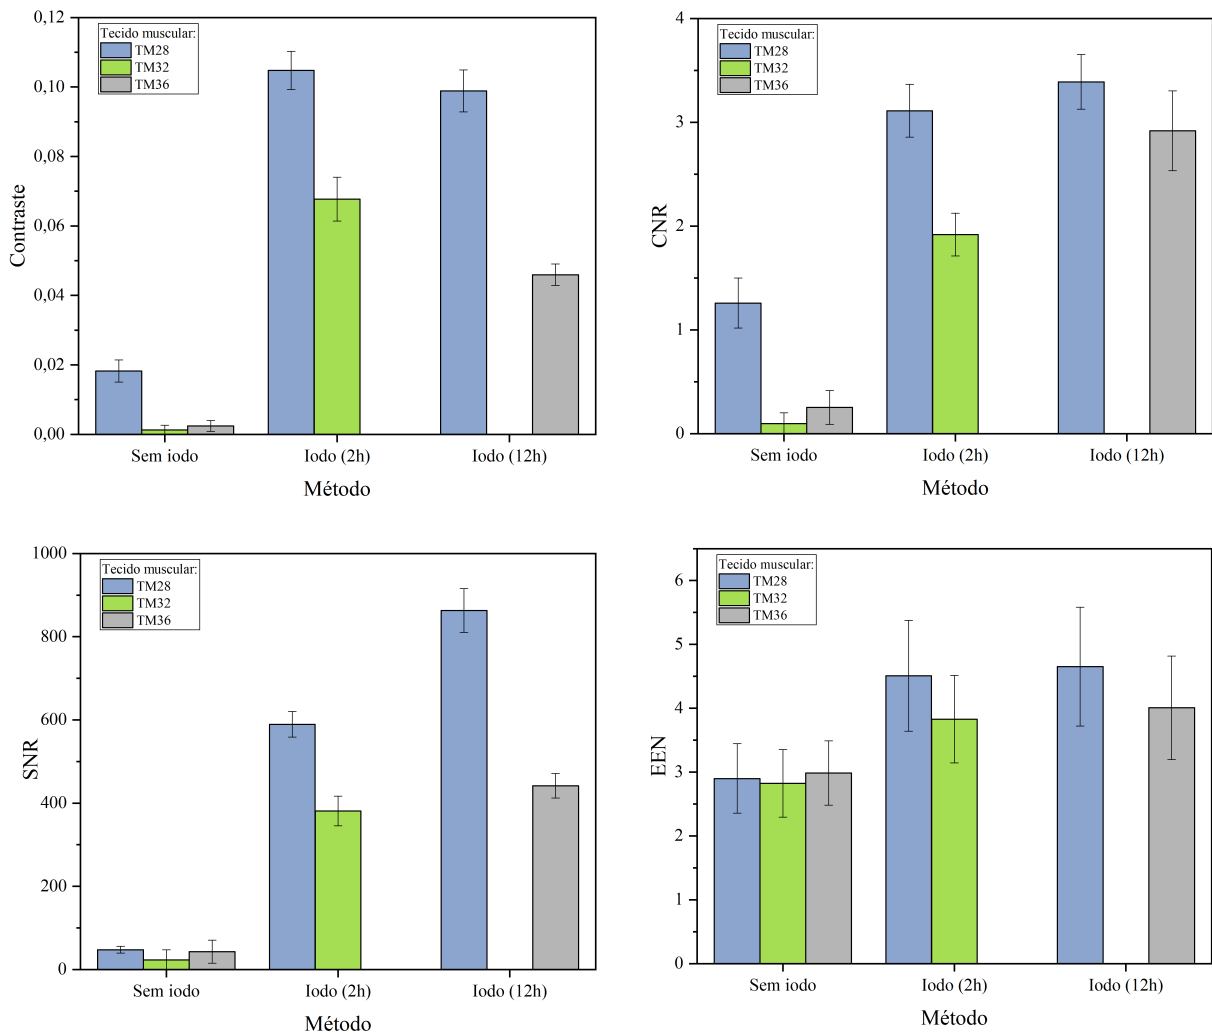 0,12
0,10
0,08
0,06
0,04
0,02
0,00
Contraste
Tecido muscular:
TM28
TM32
TM36
Sem iodo
Iodo (2h)
Iodo (12h)
Método
4
3
2
1
0
CNR
Tecido muscular:
TM28
TM32
TM36
Sem iodo
Iodo (2h)
Iodo (12h)
Método
1000
800
600
400
200
0
SNR
Tecido muscular:
TM28
TM32
TM36
Sem iodo
Iodo (2h)
Iodo (12h)
Método
6
5
4
3
2
1
0
EEN
Tecido muscular:
TM28
TM32
TM36
Sem iodo
Iodo (2h)
Iodo (12h)
Método